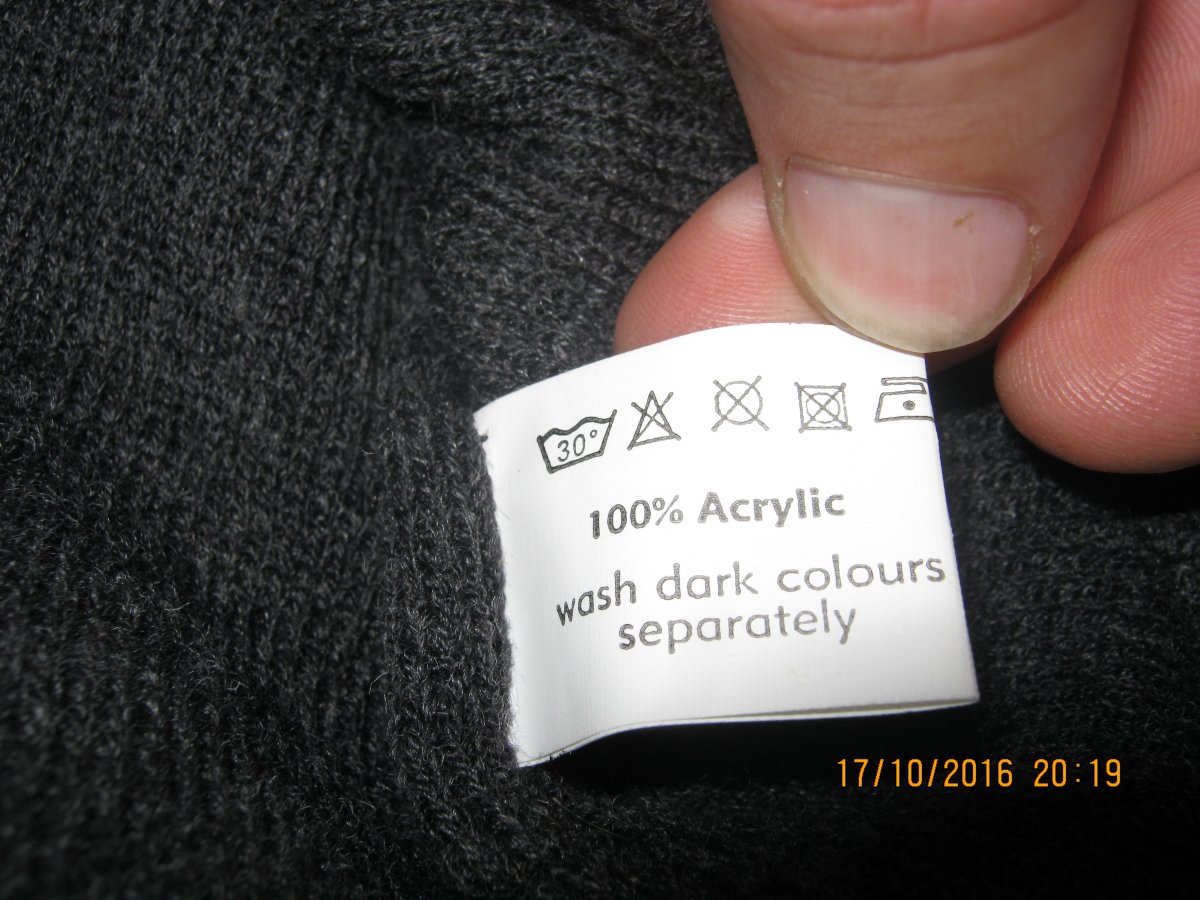 30°
100% Acrylic
wash dark colours
separately
17/10/2016 20:19